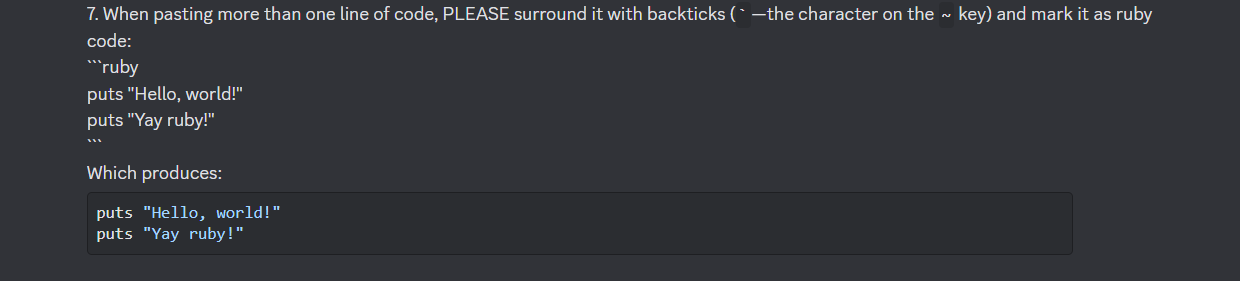 7. When pasting more than one line of code, PLEASE surround it with backticks (`—the character on the ~ key) and mark it as ruby
code:
```ruby
puts "Hello, world!"
puts "Yay ruby!"
```
Which produces:
puts "Hello, world!"
puts "Yay ruby!"